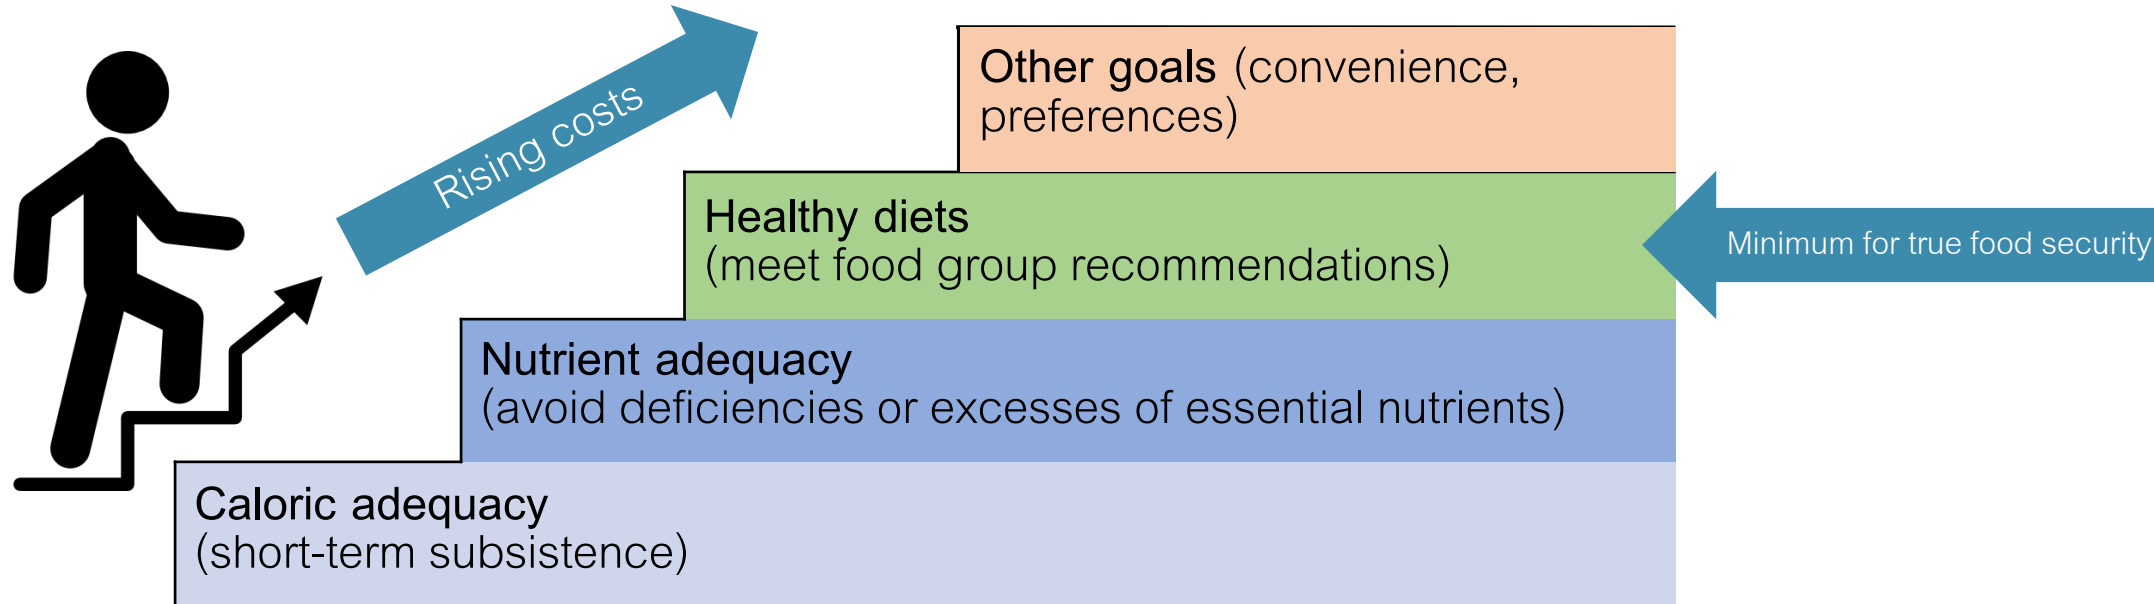 Rising costs
Other goals (convenience,
preferences)
Healthy diets
(meet food group recommendations)
Minimum for true food security
Nutrient adequacy
(avoid deficiencies or excesses of essential nutrients)
Caloric adequacy
(short-term subsistence)